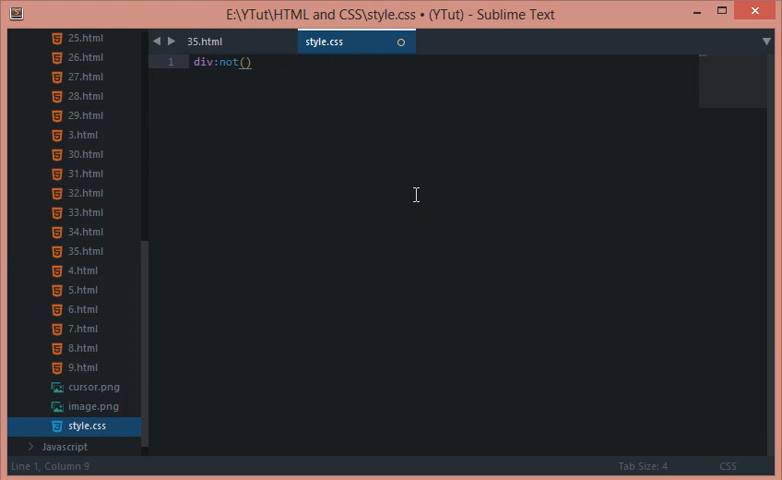 E:\YTut\HTML and CSS\style.css • (YTut) - Sublime Text
25.html
26.html
27.html
28.html
29.html
3.html
30.html
31.html
32.html
33.html
34.html
35.html
4.html
5.html
6.html
7.html
8.html
9.html
cursor.png
image.png
style.css
Javascript
35.html
style.css
1 div:not()
Line 1, Column 9
Tab Size: 4
CSS